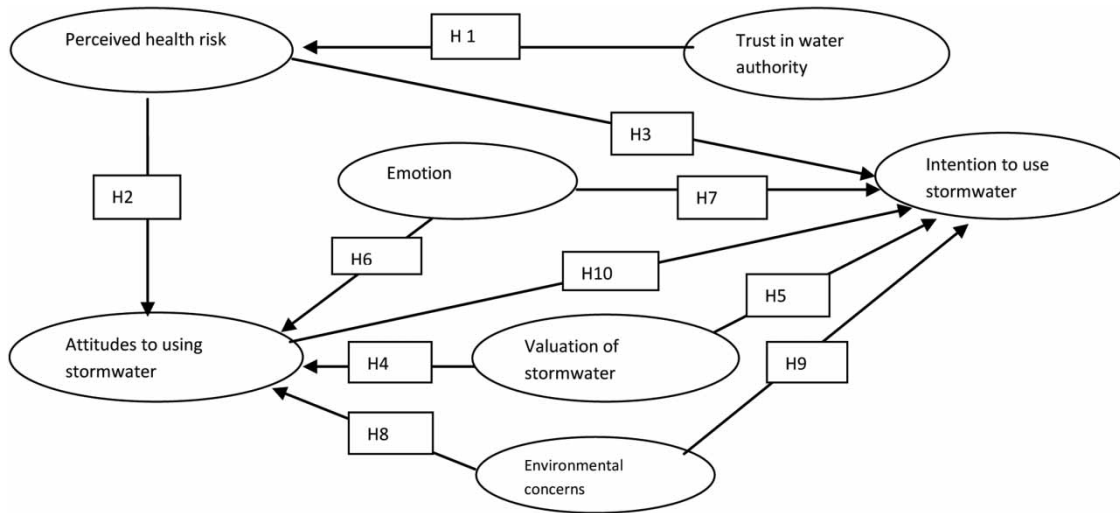 Perceived health risk
H 1
Trust in water
authority
H3
Emotion
Intention to use
stormwater
H2
H7
H6
H10
H5
Attitudes to using
stormwater
Valuation of
stormwater
H4
H9
H8
Environmental
concerns